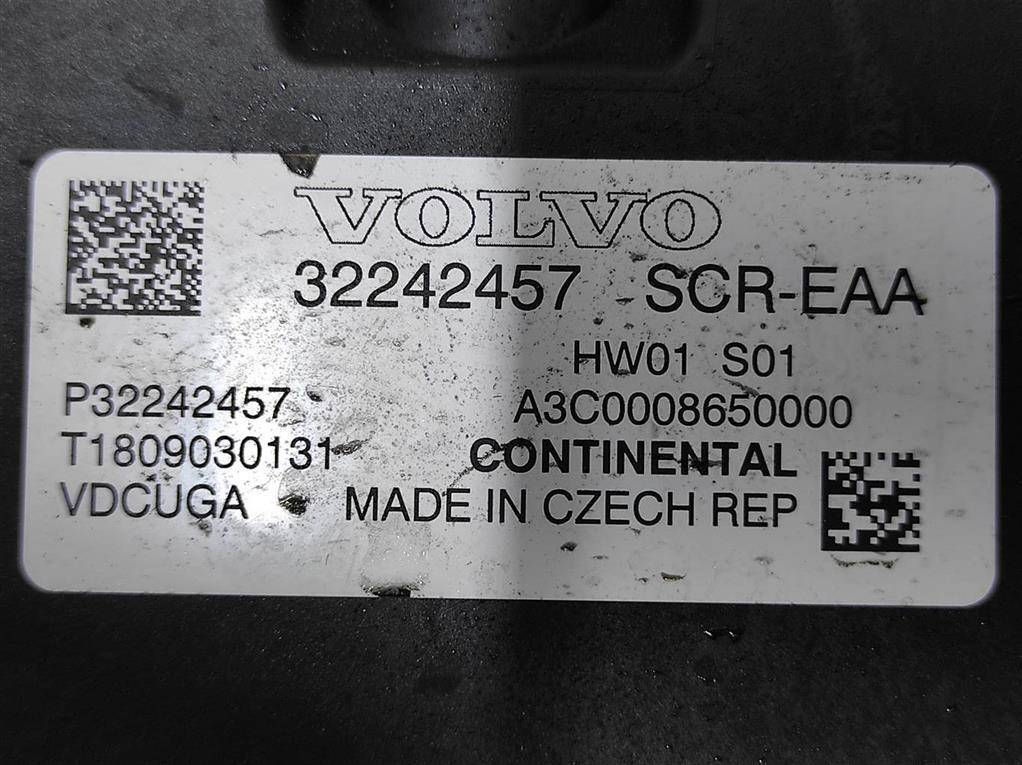 VOLVO
32242457 SCR-EAA
HW01 S01
P32242457 A3C0008650000
T1809030131 CONTINENTAL
VDCUGA MADE IN CZECH REP